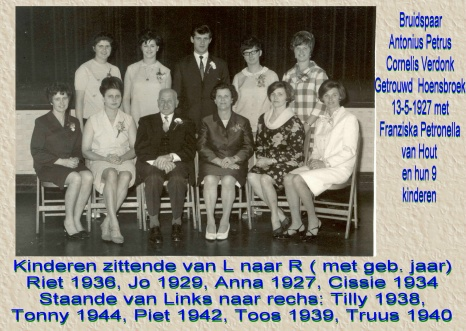 Bruidspaar
Antonius Petrus
Cornelis Verdonk
Getrouwd Hoensbroek
13-5-1927 met
Franziska Petronella
van Hout
en hun 9
kinderen
Kinderen zittende van L naar R ( met geb. jaar)
Riet 1936, Jo 1929, Anna 1927, Cissie 1934
Staande van Links naar rechs: Tilly 1938,
Tonny 1944, Piet 1942, Toos 1939, Truus 1940